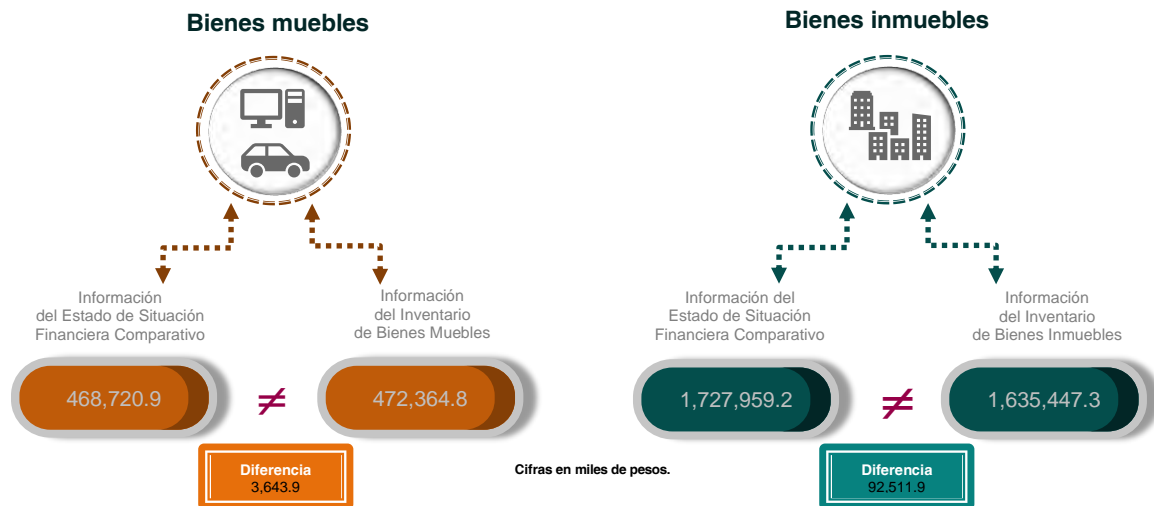 Bienes muebles
Información
del Estado de Situación
Financiera Comparativo
Información
del Inventario
de Bienes Muebles
468,720.9
≠
472,364.8
Diferencia
3,643.9
Cifras en miles de pesos.
Bienes inmuebles
Información del
Estado de Situación
Financiera Comparativo
Información
del Inventario
de Bienes Inmuebles
1,727,959.2
≠
1,635,447.3
Diferencia
92,511.9